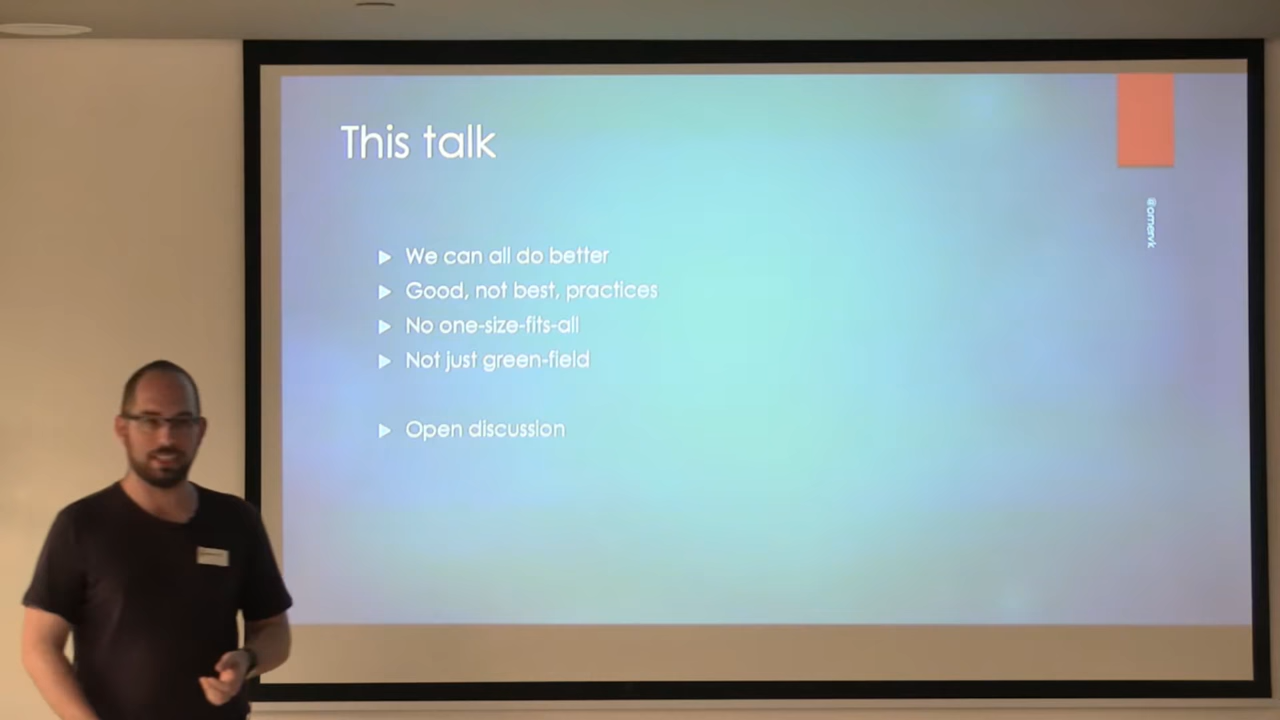 This talk
We can all do better
Good, not best, practices
No one-size-fits-all
Not just green-field
Open discussion
@omervk